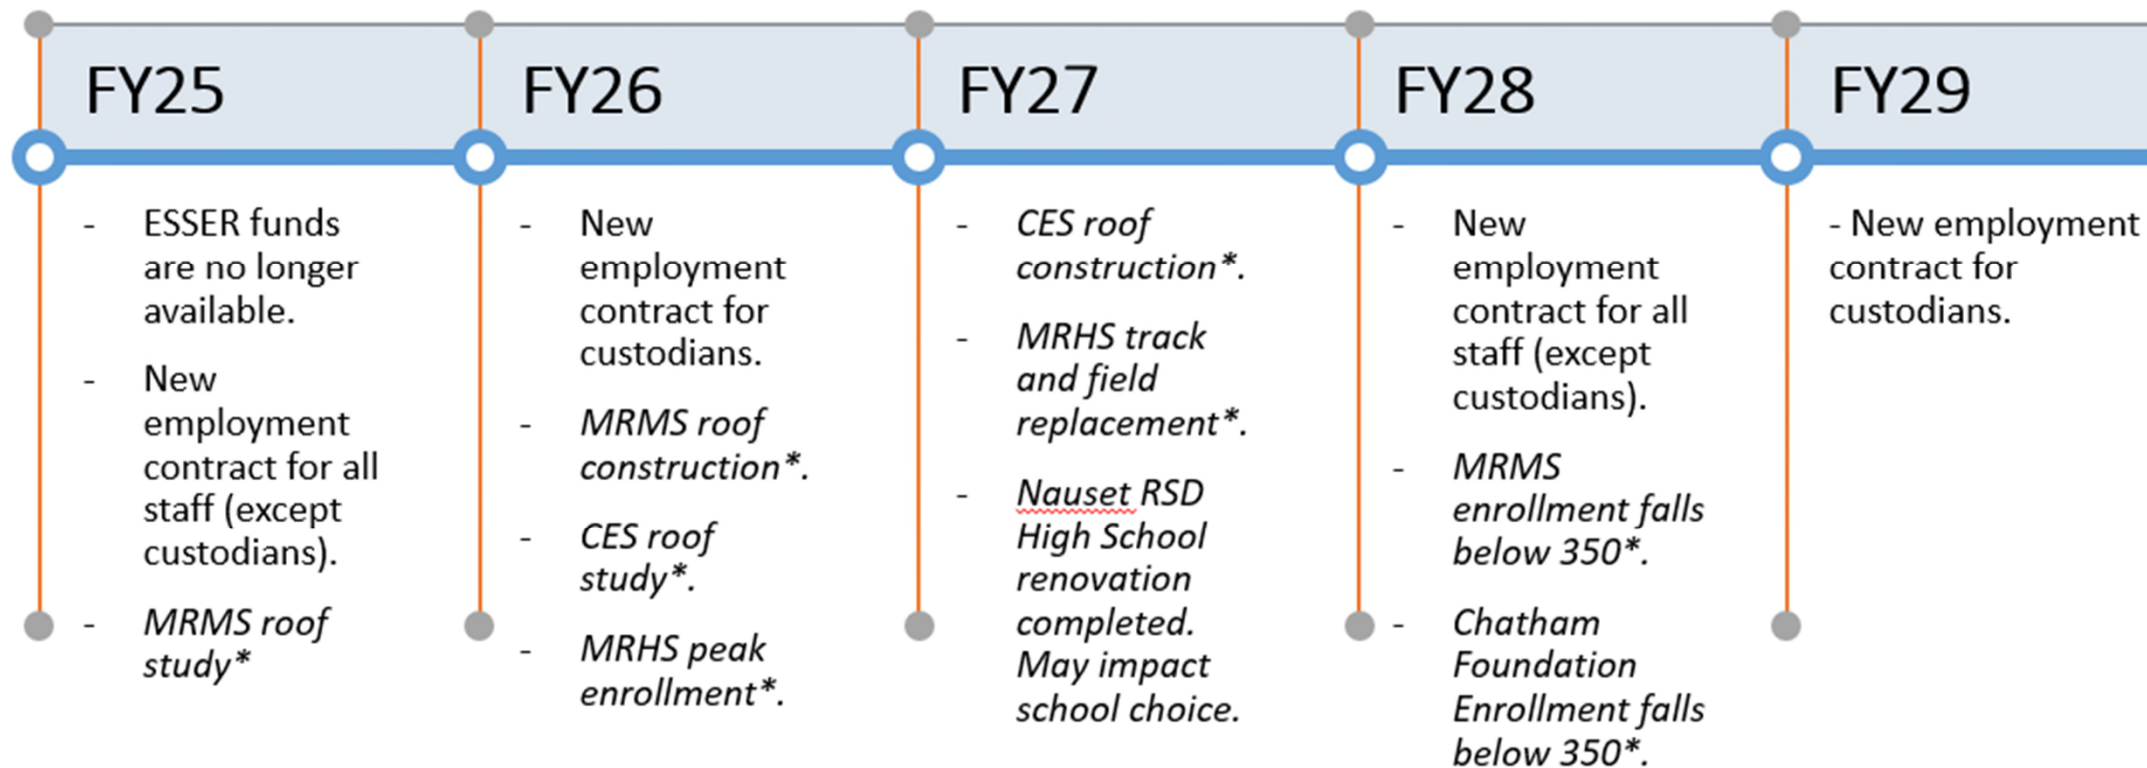 FY25
FY26
FY27
FY28
FY29
- ESSER funds
are no longer
available.
- New
employment
contract for all
staff (except
custodians).
- MRMS roof
study*
- New
employment
contract for
custodians.
- MRMS roof
construction*.
- CES roof
study*.
- MRHS peak
enrollment*.
- CES roof
construction*.
- MRHS track
and field
replacement*.
- Nauset RSD
High School
renovation
completed.
May impact
school choice.
- New
employment
contract for all
staff (except
custodians).
- MRMS
enrollment falls
below 350*.
- Chatham
Foundation
Enrollment falls
below 350*.
- New employment
contract for
custodians.